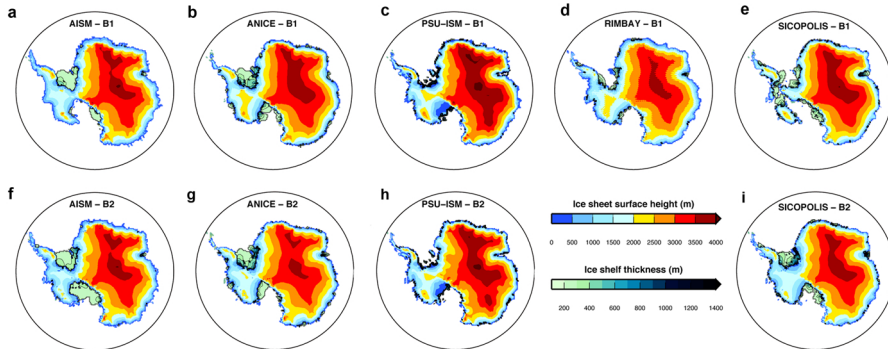 a
AISM – B1
b
ANICE – B1
c
PSU–ISM – B1
d
RIMBAY – B1
e
SICOPOLIS – B1
f
AISM – B2
g
ANICE – B2
h
PSU–ISM – B2
Ice sheet surface height (m)
0 500 1000 1500 2000 2500 3000 3500 4000
Ice shelf thickness (m)
200 400 600 800 1000 1200 1400
i
SICOPOLIS – B2